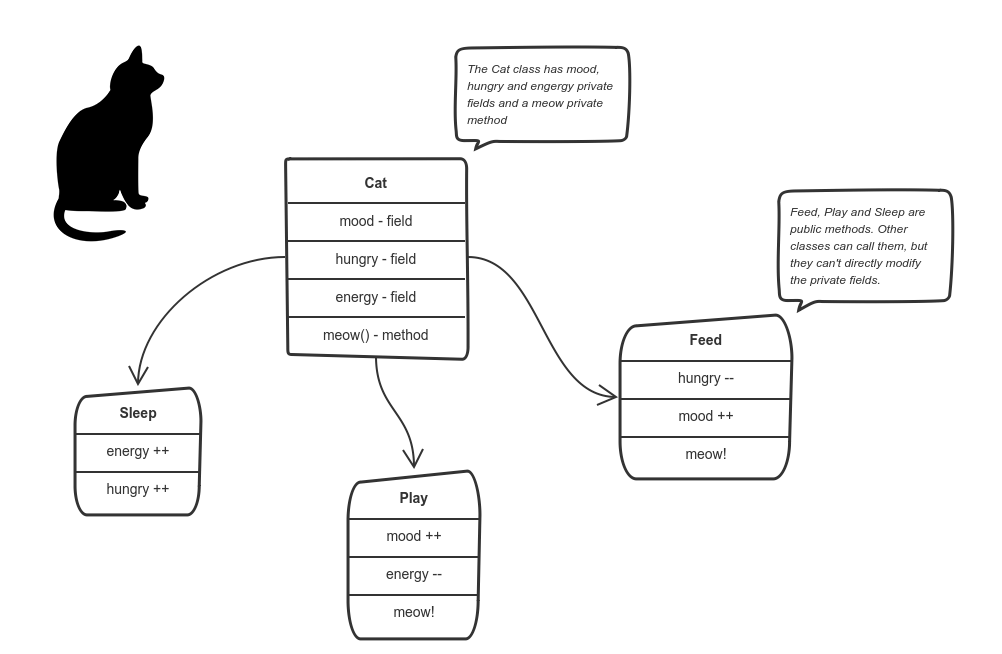 The Cat class has mood,
hungry and engergy private
fields and a meow private
method
Cat
mood - field
hungry - field
energy - field
meow() - method
Feed, Play and Sleep are
public methods. Other
classes can call them, but
they can't directly modify
the private fields.
Feed
hungry --
mood ++
meow!
Sleep
energy ++
hungry ++
Play
mood ++
energy --
meow!